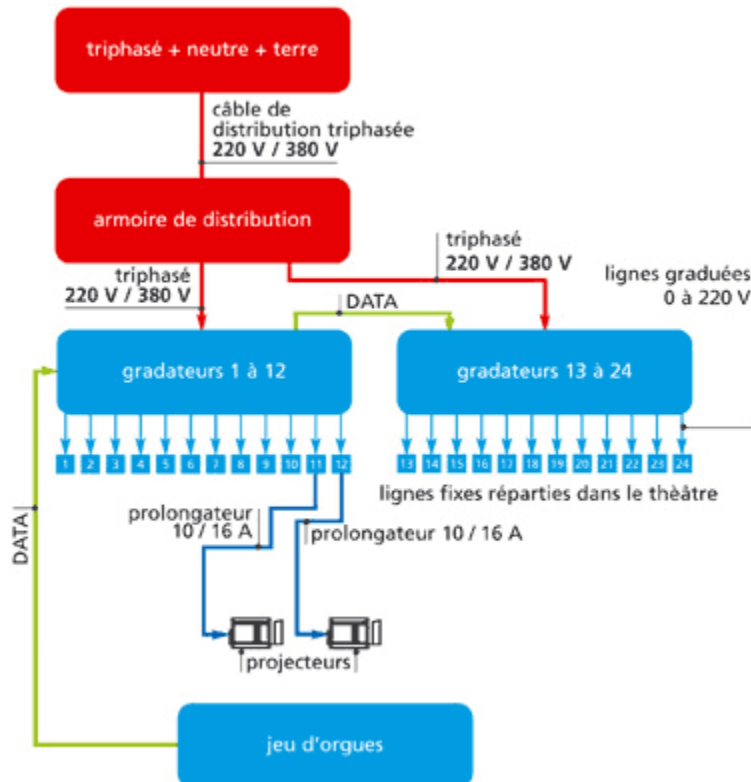 triphasé + neutre + terre
câble de
distribution triphasée
220 V / 380 V
armoire de distribution
triphasé
220 V / 380 V
triphasé
220 V / 380 V
lignes graduées
0 à 220 V
DATA
gradateurs 1 à 12
gradateurs 13 à 24
1 2 3 4 5 6 7 8 9 10 11 12
13 14 15 16 17 18 19 20 21 22 23 24
lignes fixes réparties dans le thèâtre
prolongateur
10 / 16 A
prolongateur 10 / 16 A
DATA
projecteurs
jeu d'orgues